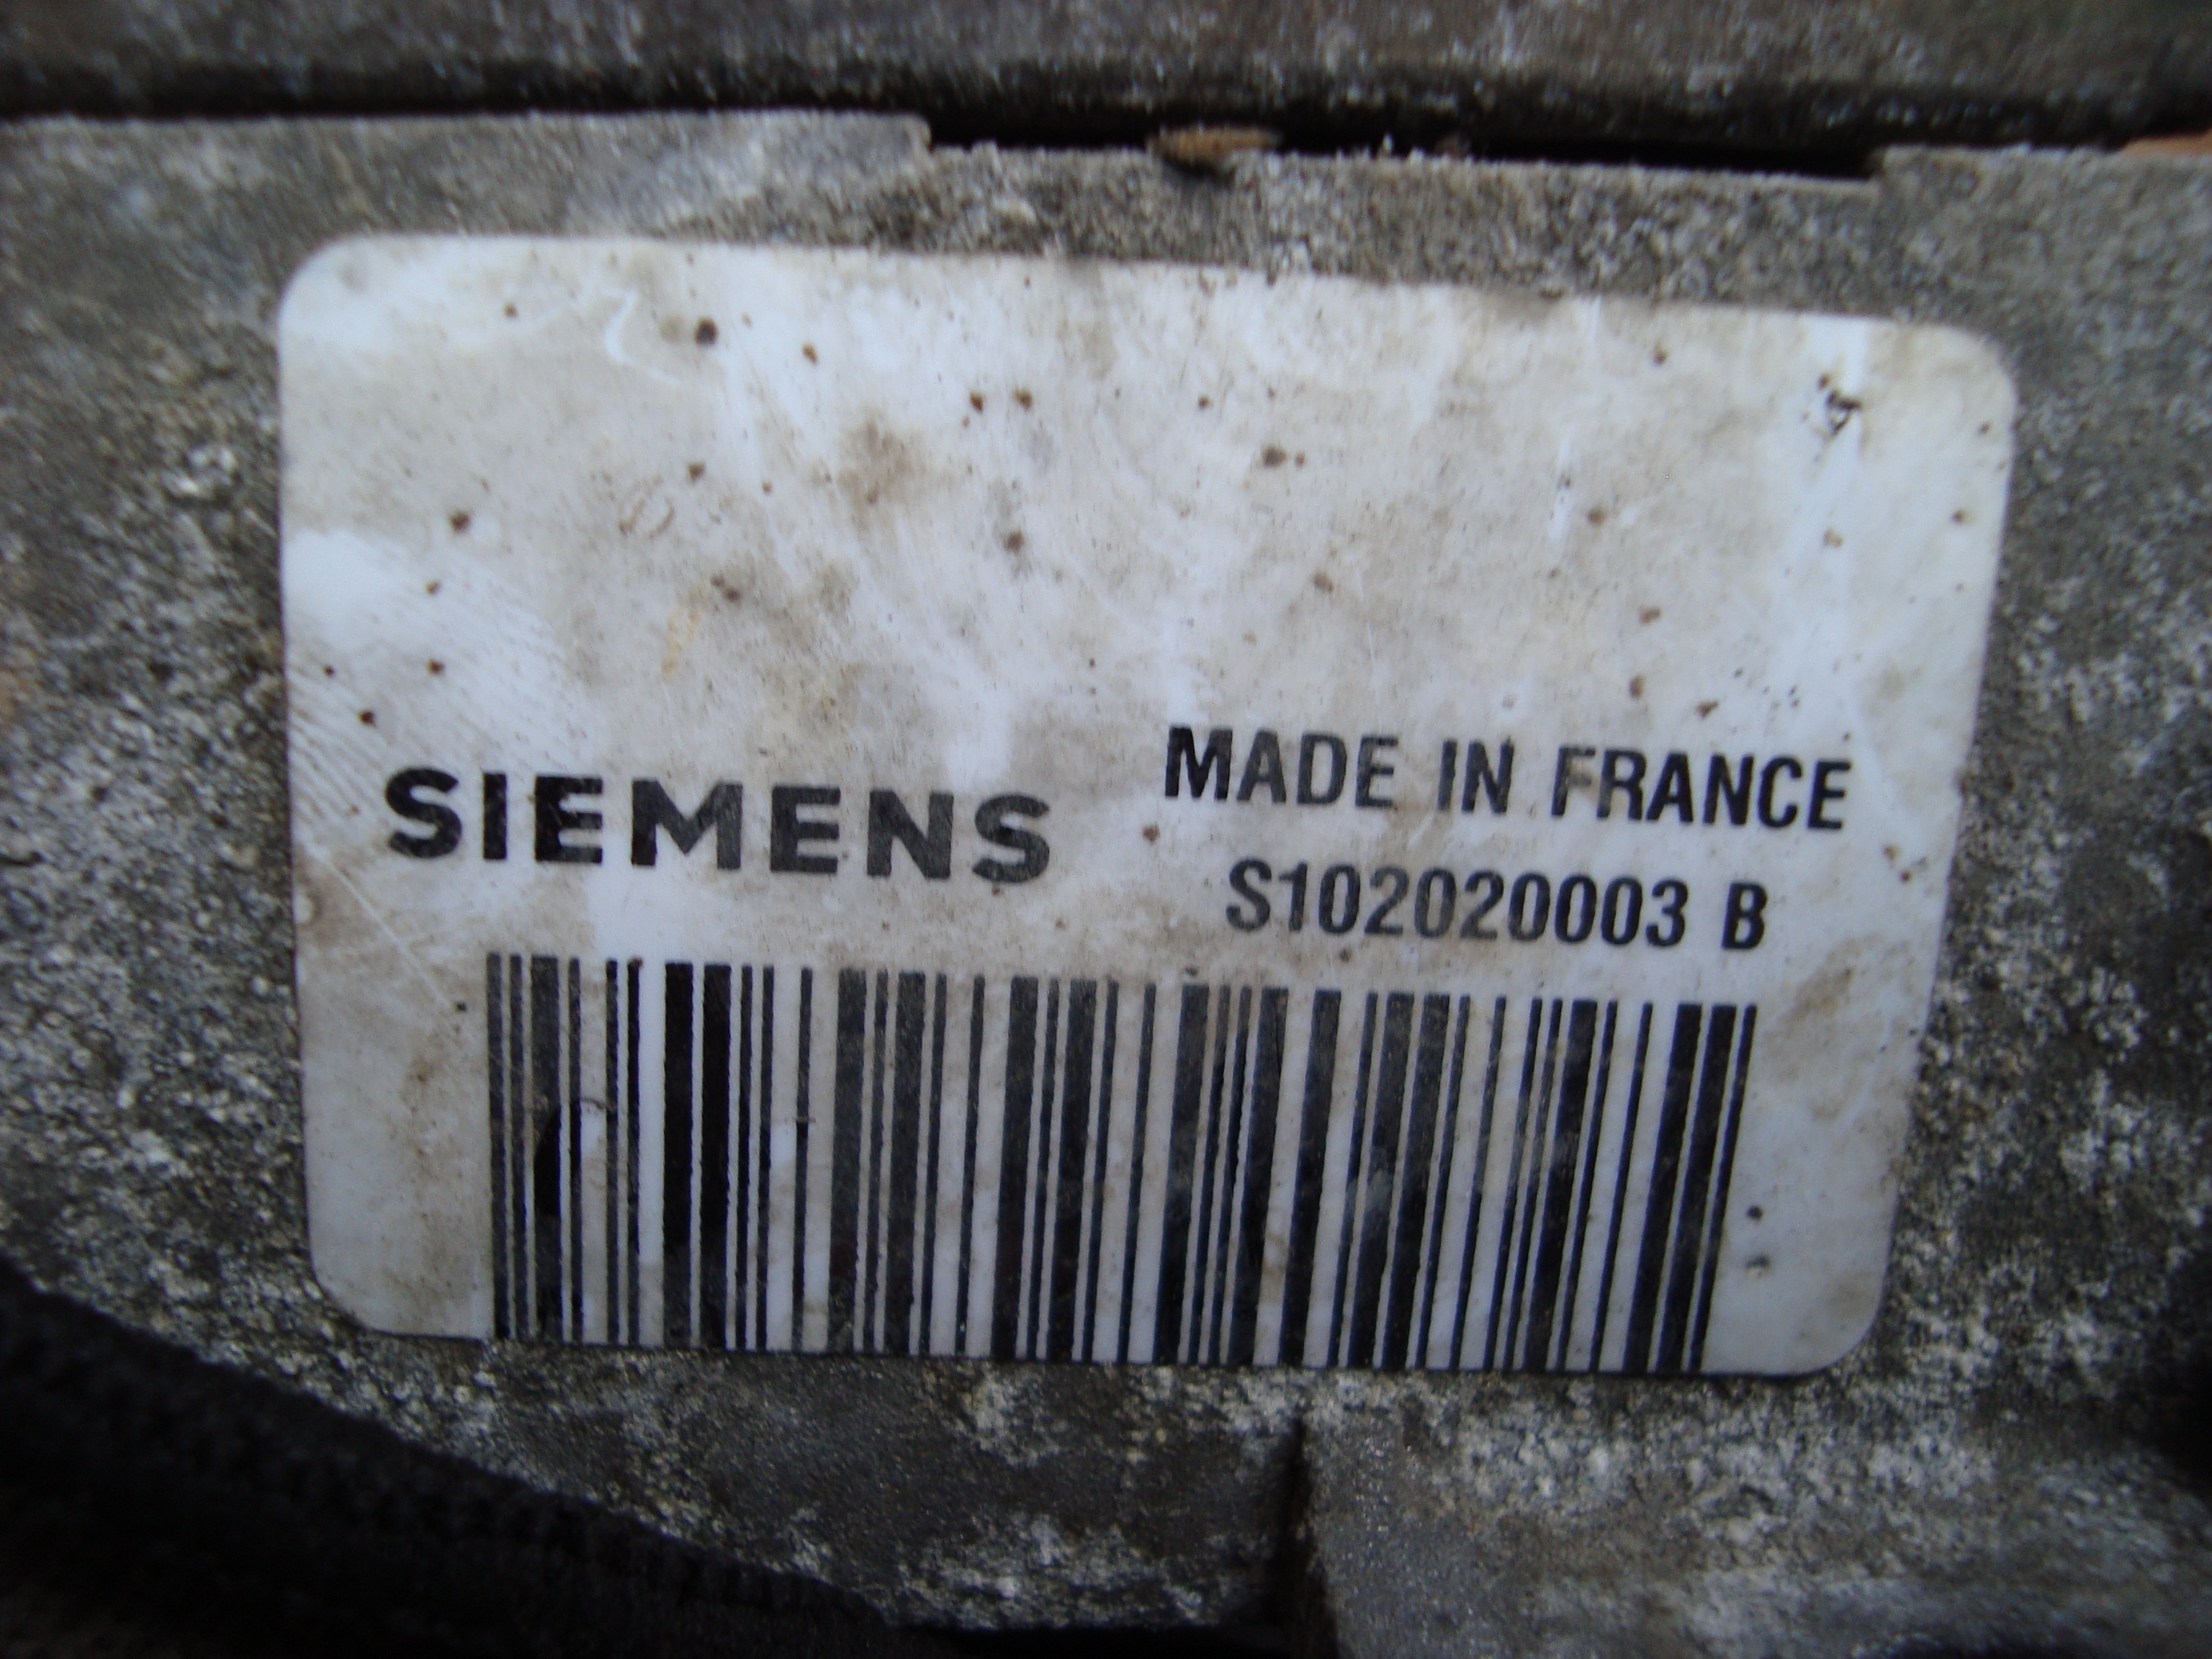 SIEMENS
MADE IN FRANCE
S102020003 B